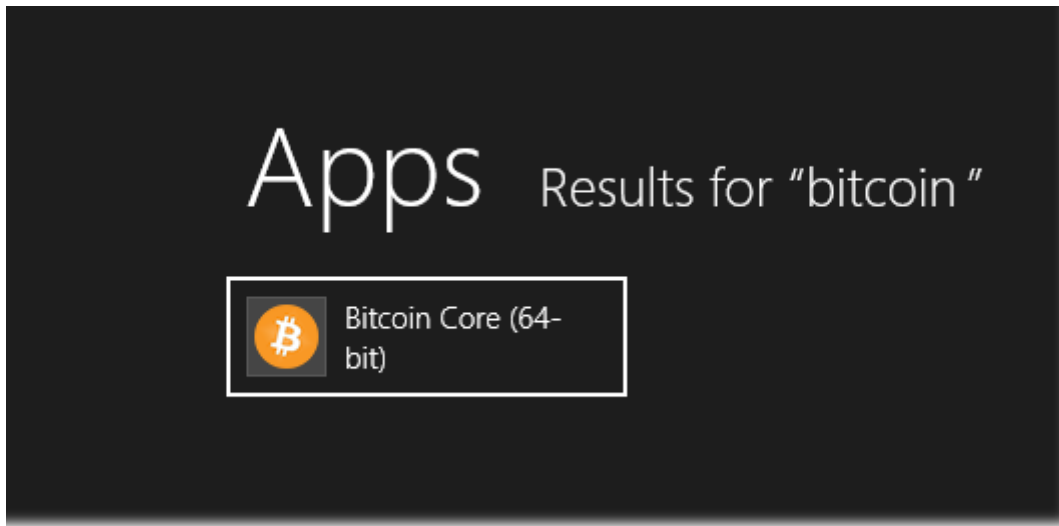 Apps Results for “bitcoin”
Bitcoin Core (64-
bit)